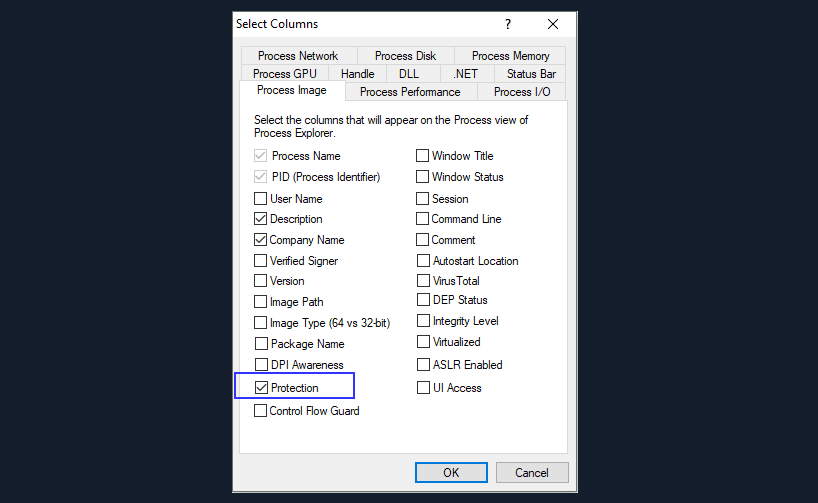 Select Columns
?
Process Network
Process Disk
Process Memory
Process GPU
Handle
DLL
.NET
Status Bar
Process Image
Process Performance
Process I/O
Select the columns that will appear on the Process view of
Process Explorer.
Process Name
PID (Process Identifier)
User Name
Description
Company Name
Verified Signer
Version
Image Path
Image Type (64 vs 32-bit)
Package Name
DPI Awareness
Protection
Control Flow Guard
Window Title
Window Status
Session
Command Line
Comment
Autostart Location
VirusTotal
DEP Status
Integrity Level
Virtualized
ASLR Enabled
UI Access
OK
Cancel